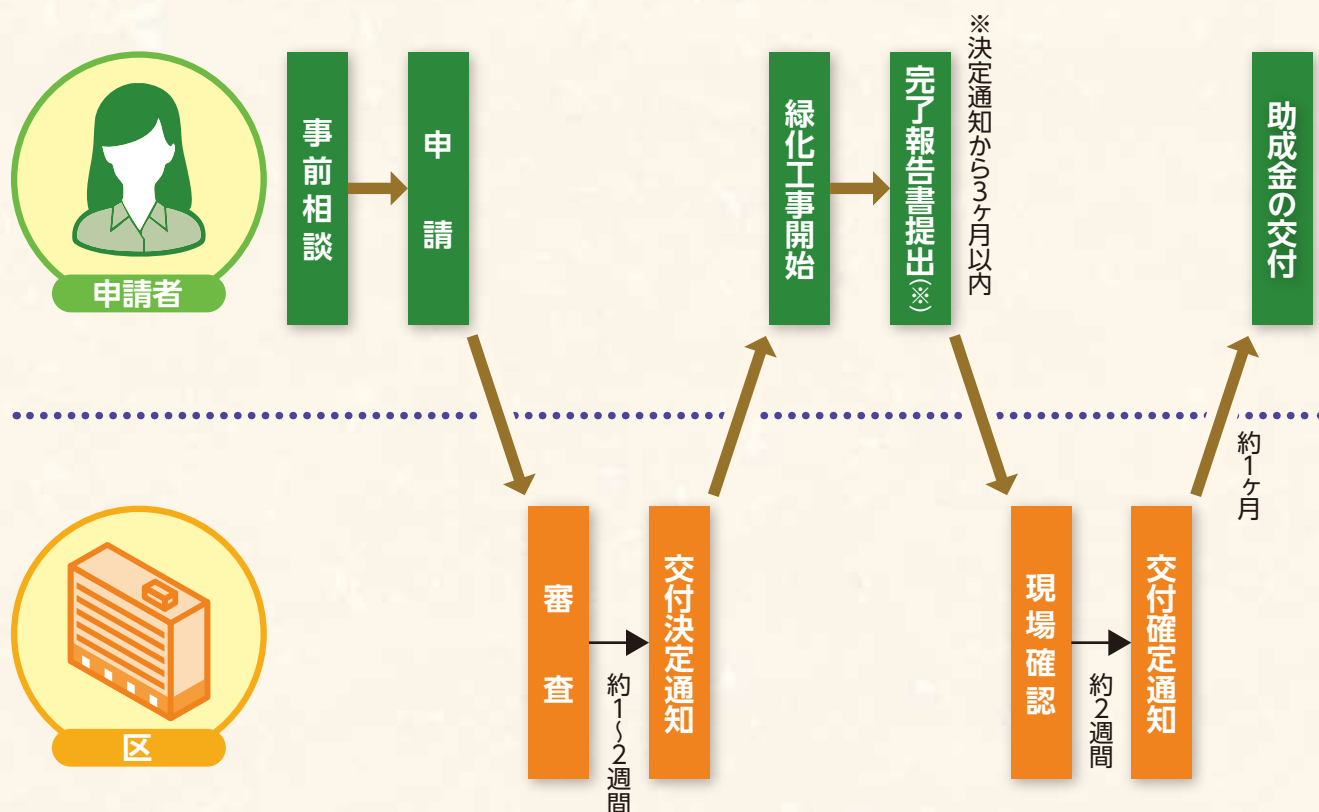 申請者
事前相談
申請
審査
約1～2週間
交付決定通知
緑化工事開始
完了報告書提出(※)
※決定通知から3ヶ月以内
現場確認
約2週間
交付確定通知
約1ヶ月
助成金の交付
区